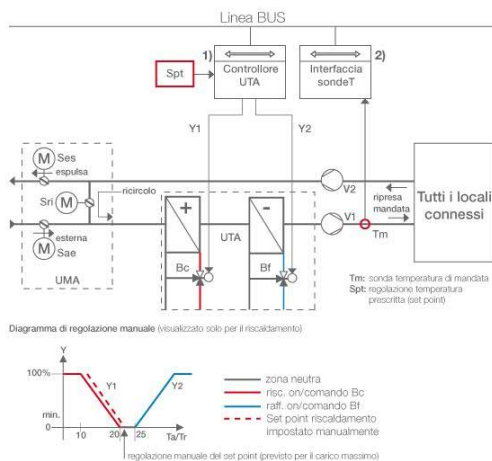 Linea BUS
1)
2)
Spt
Controllore
UTA
Interfaccia
sondeT
Y1
Y2
M
Ses
espulsa
M
Sri
ricircolo
esterna
M
Sae
UMA
+
UTA
-
Bc
Bf
V2
V1
ripresa
mandata
Tm
Tutti i locali
connessi
Tm: sonda temperatura di mandata
Spt: regolazione temperatura
prescritta (set point)
Diagramma di regolazione manuale (visualizzato solo per il riscaldamento)
Y
100%
Y1
Y2
min.
0
10
20
25
Ta/Tr
zona neutra
risc. on/comando Bc
raff. on/comando Bf
Set point riscaldamento
impostato manualmente
regolazione manuale del set point (previsto per il carico massimo)